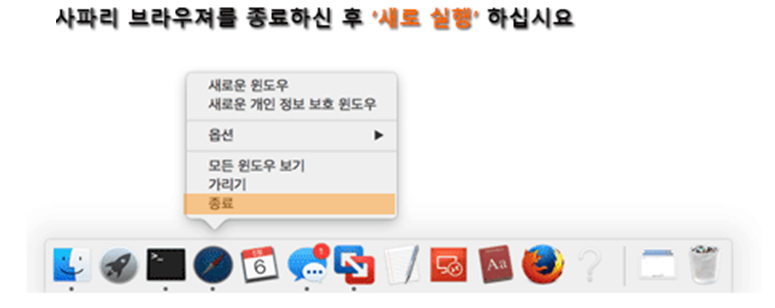 사파리 브라우져를 종료하신 후 '새로 실행' 하십시요
새로운 윈도우
새로운 개인 정보 보호 윈도우
옵션
모든 윈도우 보기
가리기
종료
>_
6
1
Aa